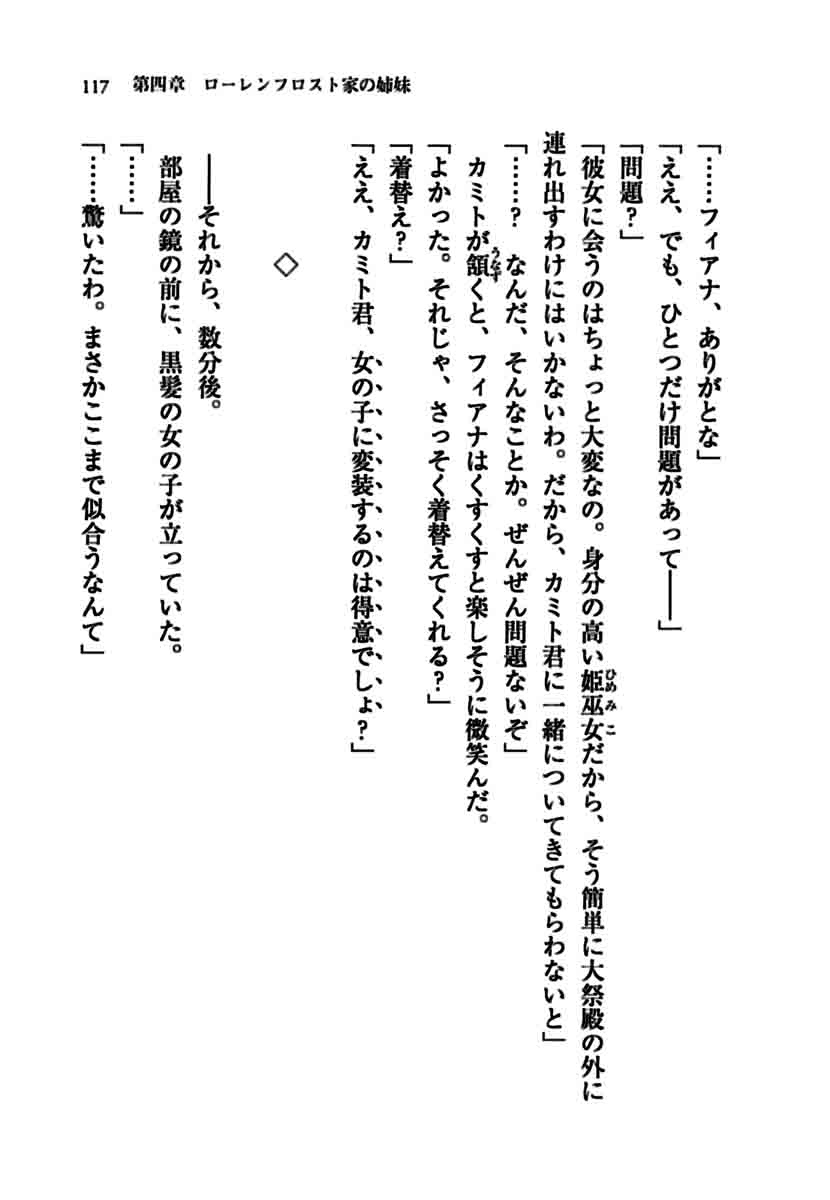 117 第四章 ローレンフロスト家の姉妹
「……フィアナ、ありがとな」
「ええ、でも、ひとつだけ問題があって――」
「問題?」
「彼女に会うのはちょっと大変なの。身分の高い姫巫女だから、そう簡単に大祭殿の外に
連れ出すわけにはいかないわ。だから、カミト君に一緒についてきてもらわないと」
「……? なんだ、そんなことか。ぜんぜん問題ないぞ」
カミトが頷くと、フィアナはくすくすと楽しそうに微笑んだ。
「よかった。それじゃ、さっそく着替えてくれる?」
「着替え?」
「ええ、カミト君、女の子に変装するのは得意でしょ?」
◇
――それから、数分後。
部屋の鏡の前に、黒髪の女の子が立っていた。
「……」
「……驚いたわ。まさかここまで似合うなんて」